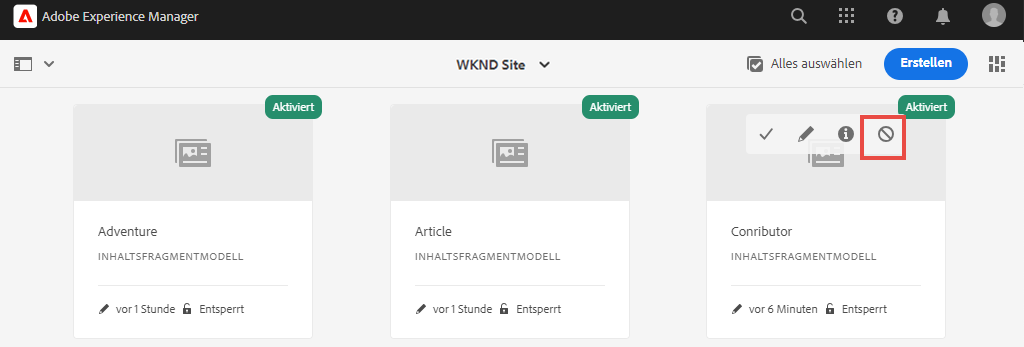 Adobe Experience Manager
WKND Site
Alles auswählen
Erstellen
Aktiviert
Aktiviert
Aktiviert
Adventure
INHALTSFRAGMENTMODELL
vor 1 Stunde Entsperrt
Article
INHALTSFRAGMENTMODELL
vor 1 Stunde Entsperrt
Conributor
INHALTSFRAGMENTMODELL
vor 6 Minuten Entsperrt